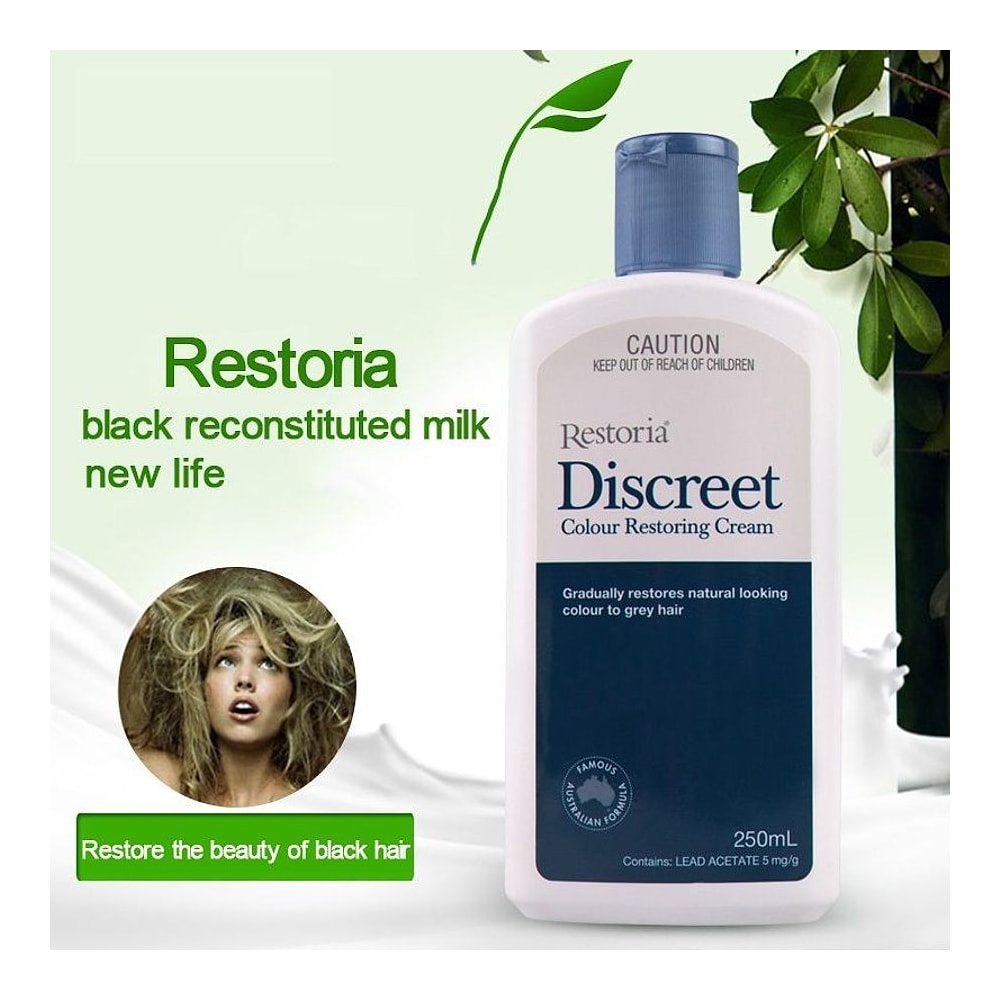 Restoria
black reconstituted milk
new life
Restore the beauty of black hair
CAUTION
KEEP OUT OF REACH OF CHILDREN
Restoria®
Discreet
Colour Restoring Cream
Gradually restores natural looking
colour to grey hair
FAMOUS
AUSTRALIAN FORMULA
250mL
Contains: LEAD ACETATE 5 mg/g